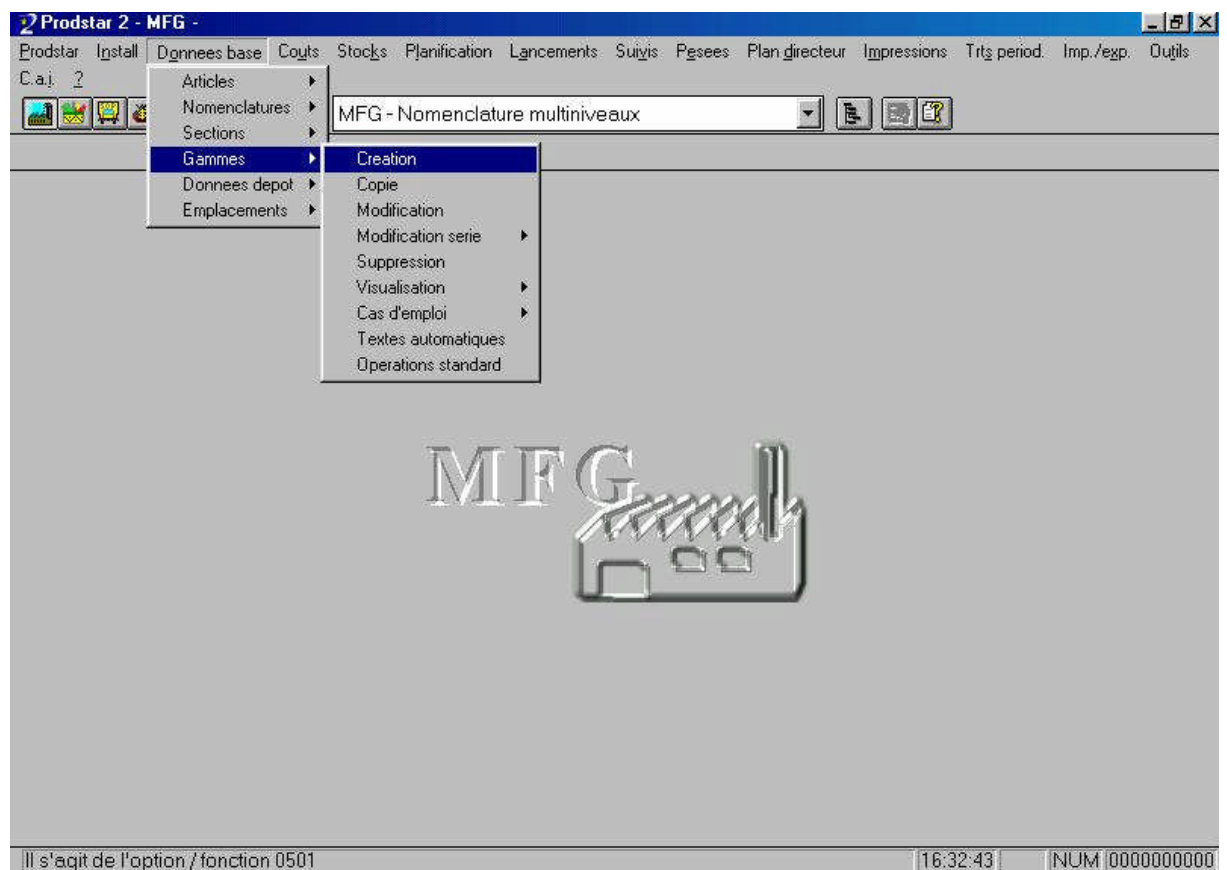 Prodstar 2 - MFG -
Prodstar Install Donnees base Couts Stocks Planification Lancements Suivis Pesees Plan directeur Impressions Trts period. Imp./exp. Outils
C.a.j. ?
Articles
Nomenclatures
MFG - Nomenclature multiniveaux
Sections
Gammes
Donnees depot
Emplacements
Creation
Copie
Modification
Modification serie
Suppression
Visualisation
Cas d'emploi
Textes automatiques
Operations standard
MFG
Il s'agit de l'option / fonction 0501 16:32:43 NUM 0000000000